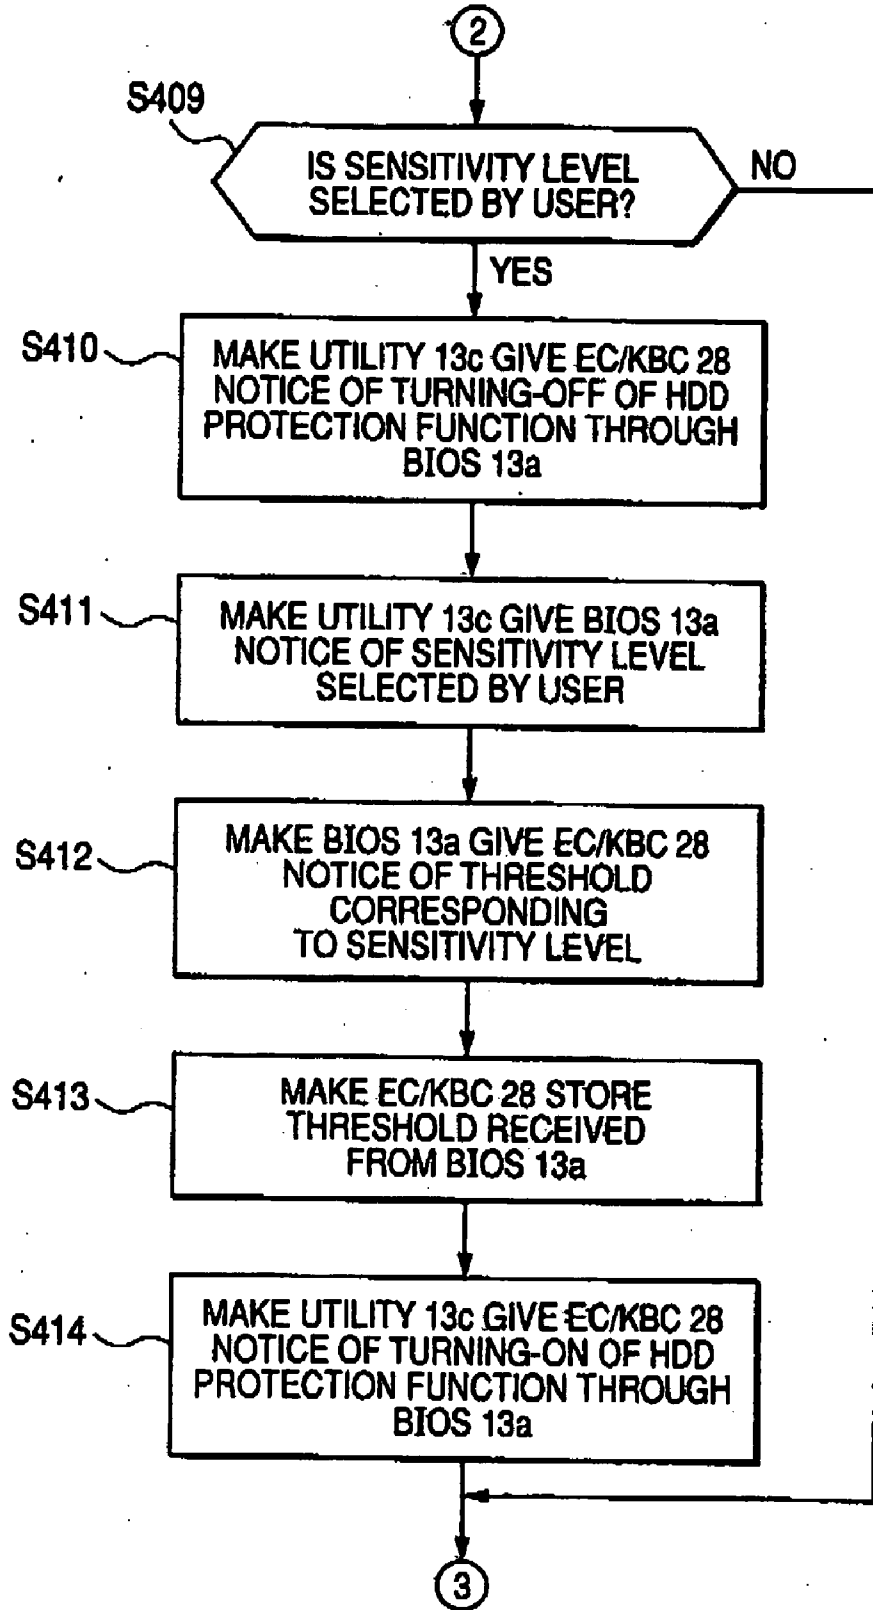 2
S409
IS SENSITIVITY LEVEL
SELECTED BY USER?
NO
YES
S410
MAKE UTILITY 13c GIVE EC/KBC 28
NOTICE OF TURNING-OFF OF HDD
PROTECTION FUNCTION THROUGH
BIOS 13a
S411
MAKE UTILITY 13c GIVE BIOS 13a
NOTICE OF SENSITIVITY LEVEL
SELECTED BY USER
S412
MAKE BIOS 13a GIVE EC/KBC 28
NOTICE OF THRESHOLD
CORRESPONDING
TO SENSITIVITY LEVEL
S413
MAKE EC/KBC 28 STORE
THRESHOLD RECEIVED
FROM BIOS 13a
S414
MAKE UTILITY 13c GIVE EC/KBC 28
NOTICE OF TURNING-ON OF HDD
PROTECTION FUNCTION THROUGH
BIOS 13a
3